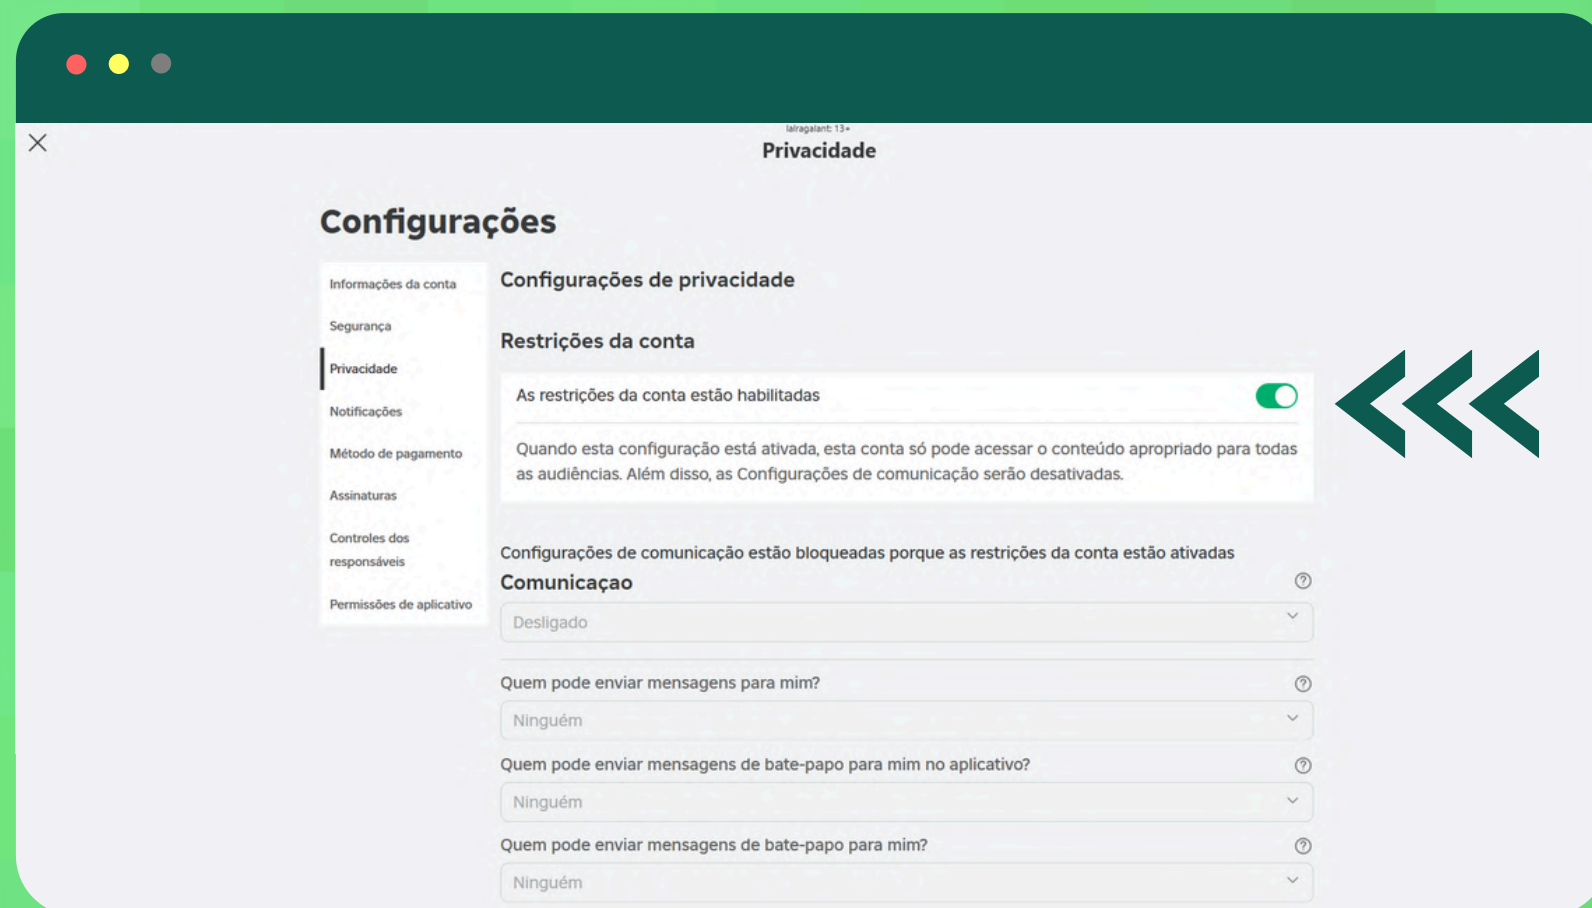 lalragalant: 13+
Privacidade
Configurações
Informações da conta
Segurança
Privacidade
Notificações
Método de pagamento
Assinaturas
Controles dos
responsáveis
Permissões de aplicativo
Configurações de privacidade
Restrições da conta
As restrições da conta estão habilitadas
Quando esta configuração está ativada, esta conta só pode acessar o conteúdo apropriado para todas
as audiências. Além disso, as Configurações de comunicação serão desativadas.
Configurações de comunicação estão bloqueadas porque as restrições da conta estão ativadas
Comunicaçao
Desligado
Quem pode enviar mensagens para mim?
Ninguém
Quem pode enviar mensagens de bate-papo para mim no aplicativo?
Ninguém
Quem pode enviar mensagens de bate-papo para mim?
Ninguém